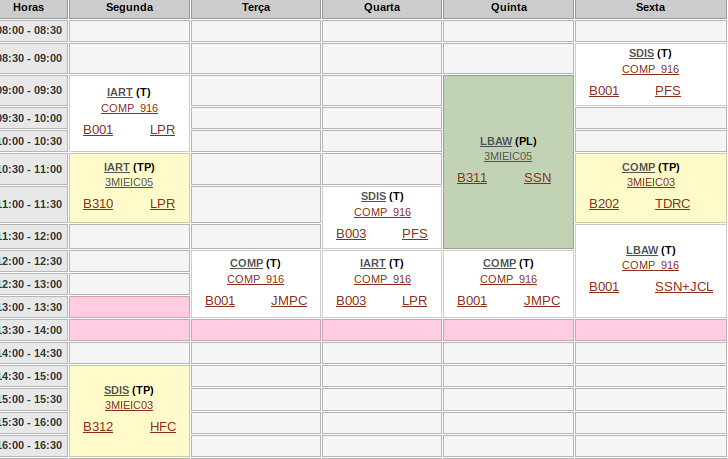 Horas Segunda Terça Quarta Quinta Sexta
08:00 - 08:30
08:30 - 09:00
SDIS (T)
COMP_916
B001 PFS
09:00 - 09:30
IART (T)
COMP_916
B001 LPR
09:30 - 10:00
10:00 - 10:30
LBAW (PL)
3MIEIC05
B311 SSN
10:30 - 11:00
IART (TP)
3MIEIC05
B310 LPR
COMP (TP)
3MIEIC03
B202 TDRC
11:00 - 11:30
SDIS (T)
COMP_916
B003 PFS
11:30 - 12:00
LBAW (T)
COMP_916
B001 SSN+JCL
12:00 - 12:30
COMP (T)
COMP_916
B001 JMPC
IART (T)
COMP_916
B003 LPR
COMP (T)
COMP_916
B001 JMPC
12:30 - 13:00
13:00 - 13:30
13:30 - 14:00
14:00 - 14:30
14:30 - 15:00
SDIS (TP)
3MIEIC03
B312 HFC
15:00 - 15:30
15:30 - 16:00
16:00 - 16:30